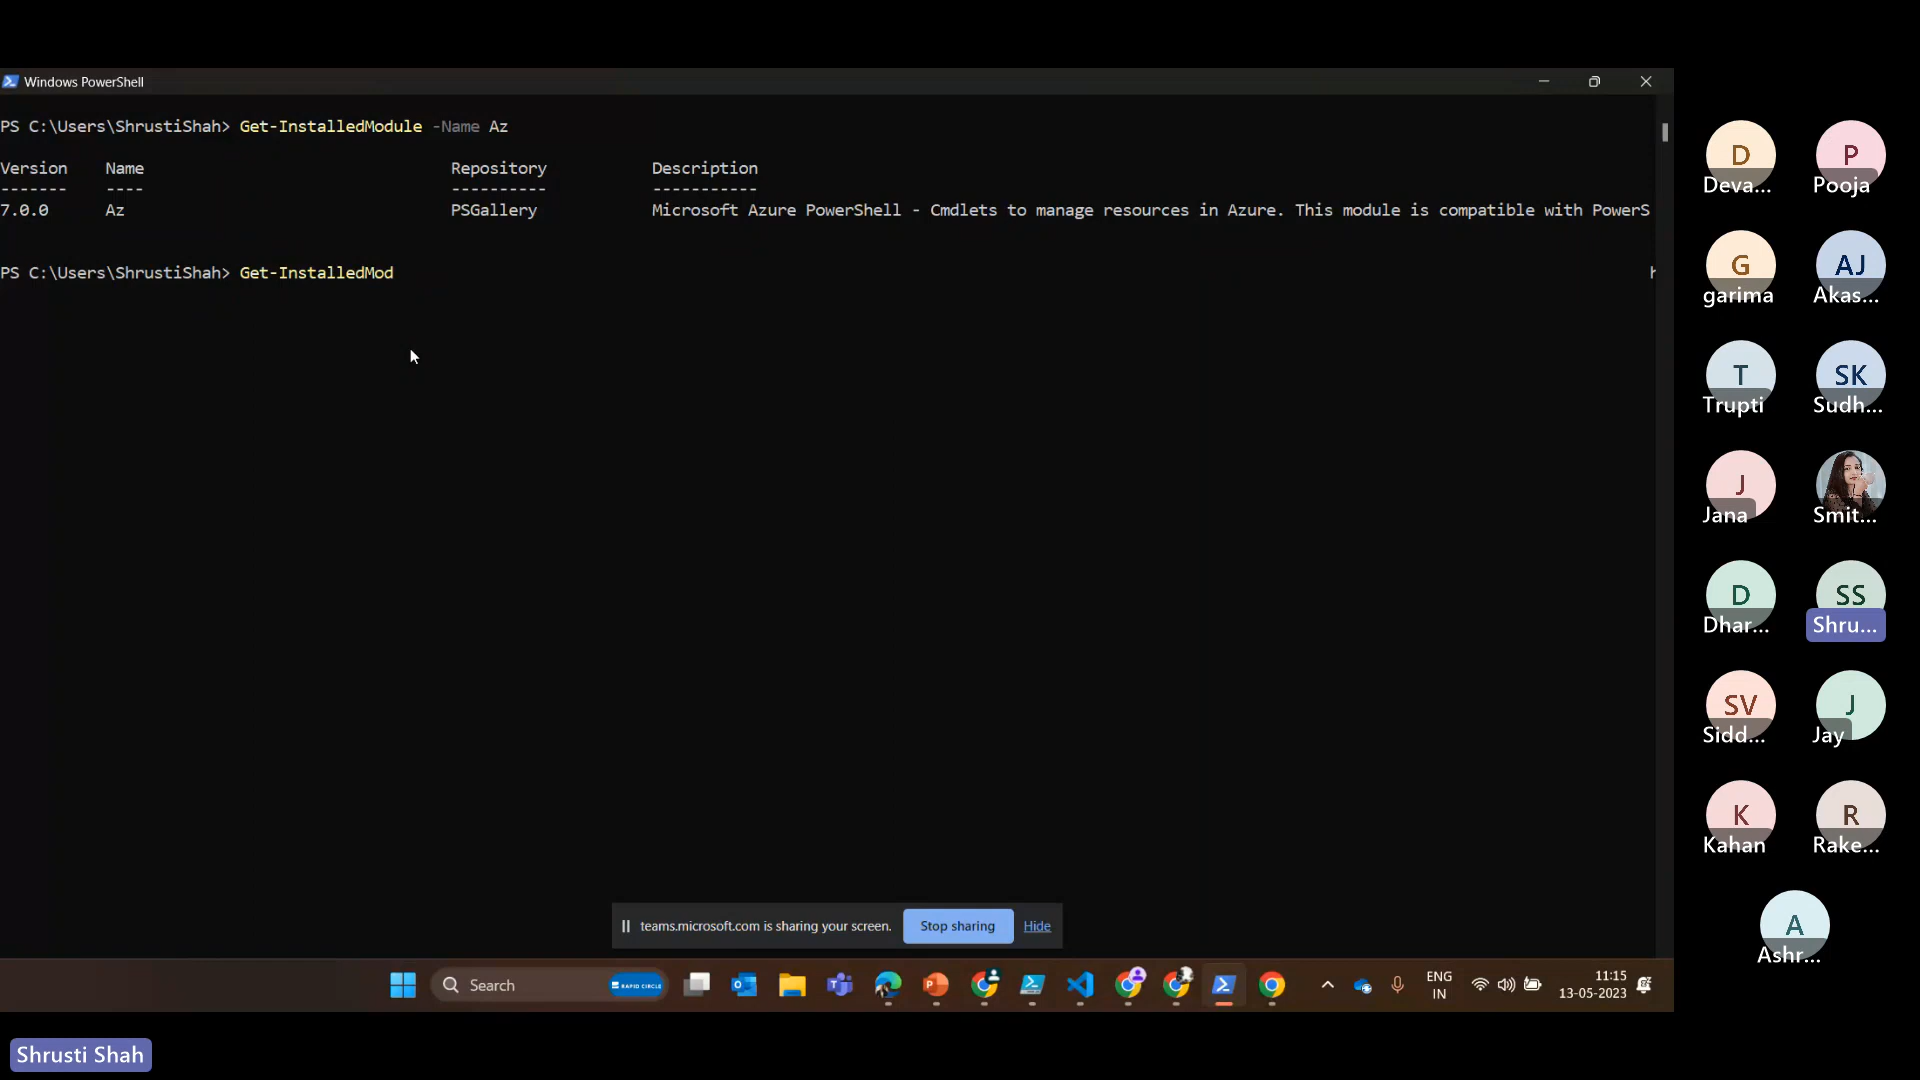 Windows PowerShell
PS C:\Users\ShrustiShah> Get-InstalledModule -Name Az
Version Name Repository Description
------- ---- ---------- -----------
7.0.0 Az PSGallery Microsoft Azure PowerShell - Cmdlets to manage resources in Azure. This module is compatible with PowerS
h
PS C:\Users\ShrustiShah> Get-InstalledMod
D
Deva...
P
Pooja
G
garima
AJ
Akas...
T
Trupti
SK
Sudh...
J
Jana
Smit...
D
Dhar...
SS
Shru...
SV
Sidd...
J
Jay
K
Kahan
R
Rake...
A
Ashr...
teams.microsoft.com is sharing your screen. Stop sharing Hide
Search
RAPID CIRCLE
ENG
IN
11:15
13-05-2023
Shrusti Shah